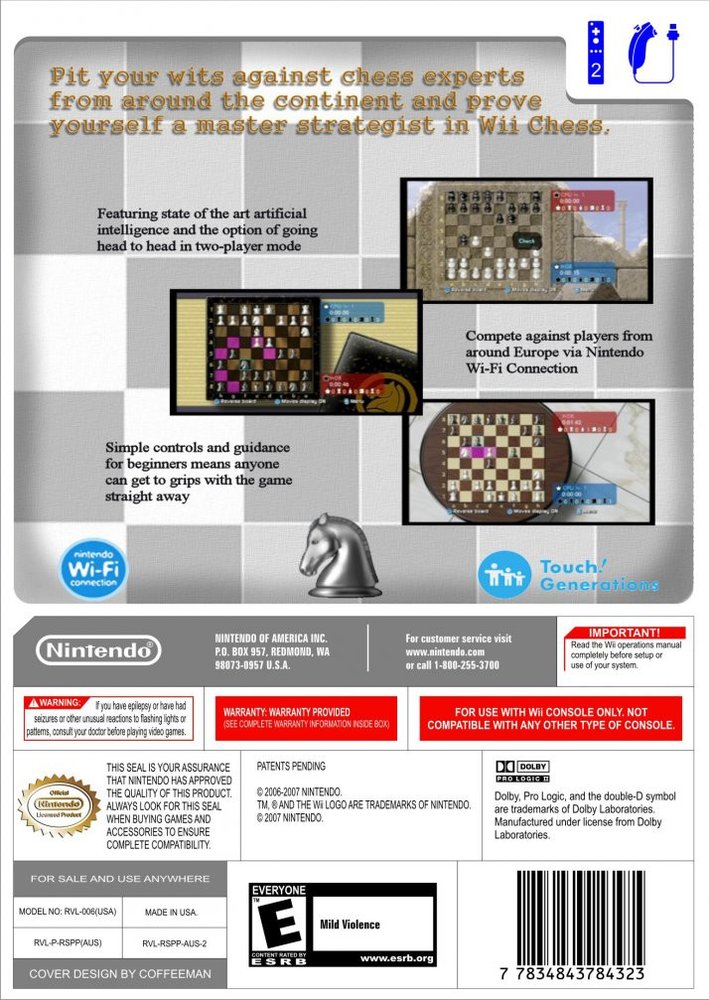 2
Pit your wits against chess experts
from around the continent and prove
yourself a master strategist in Wii Chess.
Featuring state of the art artificial
intelligence and the option of going
head to head in two-player mode
Check
Compete against players from
around Europe via Nintendo
Wi-Fi Connection
Simple controls and guidance
for beginners means anyone
can get to grips with the game
straight away
nintendo
Wi-Fi
connection
Touch!
Generations
Nintendo®
NINTENDO OF AMERICA INC.
P.O. BOX 957, REDMOND, WA
98073-0957 U.S.A.
For customer service visit
www.nintendo.com
or call 1-800-255-3700
IMPORTANT!
Read the Wii operations manual
completely before setup or
use of your system.
WARNING: If you have epilepsy or have had
seizures or other unusual reactions to flashing lights or
patterns, consult your doctor before playing video games.
WARRANTY: WARRANTY PROVIDED
(SEE COMPLETE WARRANTY INFORMATION INSIDE BOX)
FOR USE WITH Wii CONSOLE ONLY. NOT
COMPATIBLE WITH ANY OTHER TYPE OF CONSOLE.
Official
Nintendo
Licensed Product
THIS SEAL IS YOUR ASSURANCE
THAT NINTENDO HAS APPROVED
THE QUALITY OF THIS PRODUCT.
ALWAYS LOOK FOR THIS SEAL
WHEN BUYING GAMES AND
ACCESSORIES TO ENSURE
COMPLETE COMPATIBILITY.
PATENTS PENDING
© 2006-2007 NINTENDO.
TM, ® AND THE Wii LOGO ARE TRADEMARKS OF NINTENDO.
© 2007 NINTENDO.
DOLBY
PRO LOGIC II
Dolby, Pro Logic, and the double-D symbol
are trademarks of Dolby Laboratories.
Manufactured under license from Dolby
Laboratories.
FOR SALE AND USE ANYWHERE
MODEL NO: RVL-006(USA)
MADE IN USA.
RVL-P-RSPP(AUS)
RVL-RSPP-AUS-2
COVER DESIGN BY COFFEEMAN
EVERYONE
E
TM
CONTENT RATED BY
ESRB
Mild Violence
www.esrb.org
7 7834843784323